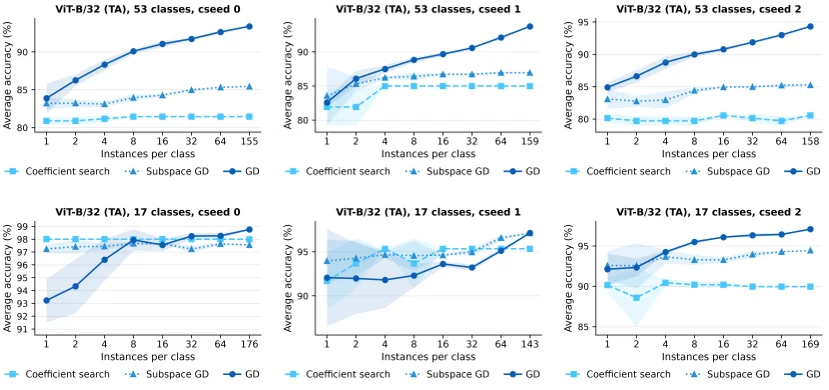 ViT-B/32 (TA), 53 classes, cseed 0
Average accuracy (%)
90
85
80
1 2 4 8 16 32 64 155
Instances per class
Coefficient search Subspace GD GD
ViT-B/32 (TA), 53 classes, cseed 1
Average accuracy (%)
90
85
80
1 2 4 8 16 32 64 159
Instances per class
Coefficient search Subspace GD GD
ViT-B/32 (TA), 53 classes, cseed 2
Average accuracy (%)
95
90
85
80
1 2 4 8 16 32 64 158
Instances per class
Coefficient search Subspace GD GD
ViT-B/32 (TA), 17 classes, cseed 0
Average accuracy (%)
99
98
97
96
95
94
93
92
91
1 2 4 8 16 32 64 176
Instances per class
Coefficient search Subspace GD GD
ViT-B/32 (TA), 17 classes, cseed 1
Average accuracy (%)
95
90
1 2 4 8 16 32 64 143
Instances per class
Coefficient search Subspace GD GD
ViT-B/32 (TA), 17 classes, cseed 2
Average accuracy (%)
95
90
85
1 2 4 8 16 32 64 169
Instances per class
Coefficient search Subspace GD GD